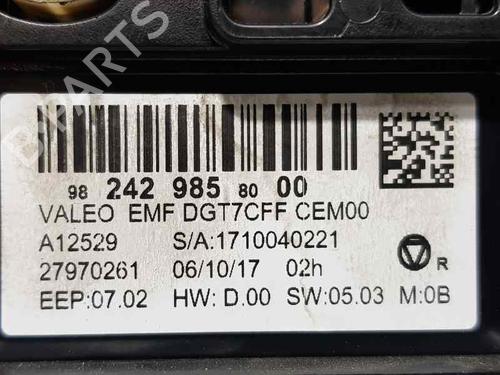 B-PARTS
98 242 985 80 00
VALEO EMF DGT7CFF CEM00
A12529 S/A:1710040221
27970261 06/10/17 02h
R
EEP:07.02 HW: D.00 SW:05.03 M:0B